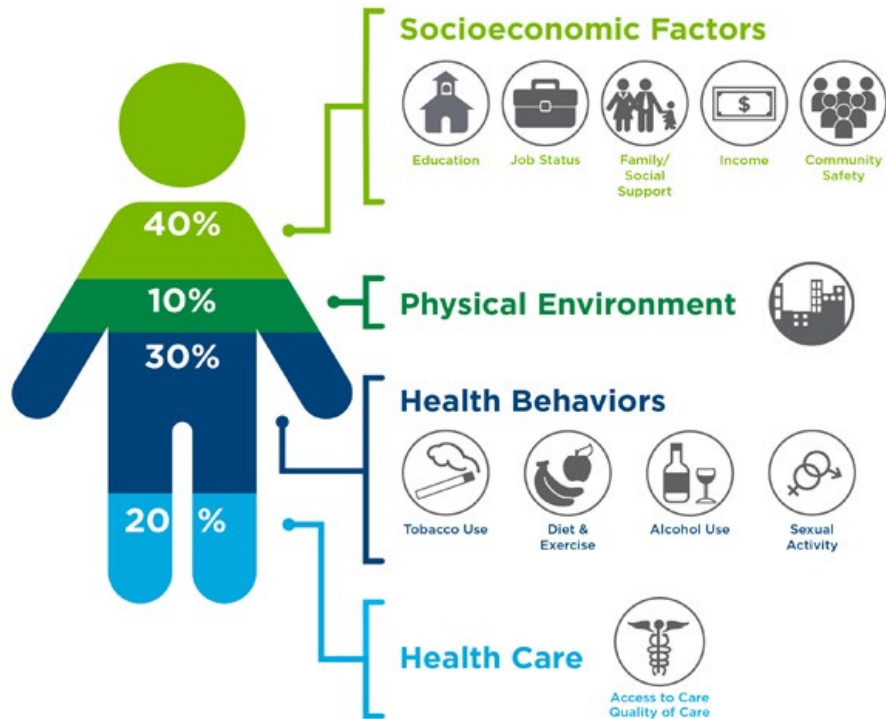 Socioeconomic Factors
$
Education
Job Status
Family/
Social
Support
Income
Community
Safety
40%
10%
Physical Environment
30%
Health Behaviors
Tobacco Use
Diet &
Exercise
Alcohol Use
Sexual
Activity
20 %
Health Care
Access to Care
Quality of Care